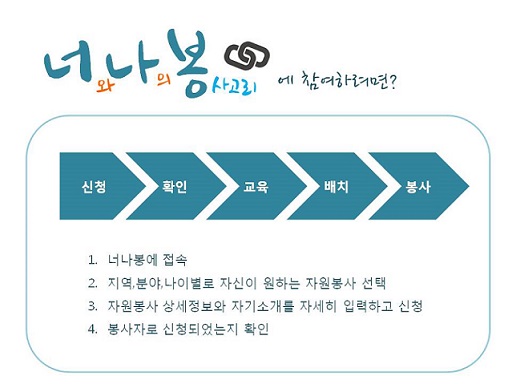 너와나의봉사고리 에 참여하려면?
신청 확인 교육 배치 봉사
1. 너나봉에 접속
2. 지역,분야,나이별로 자신이 원하는 자원봉사 선택
3. 자원봉사 상세정보와 자기소개를 자세히 입력하고 신청
4. 봉사자로 신청되었는지 확인